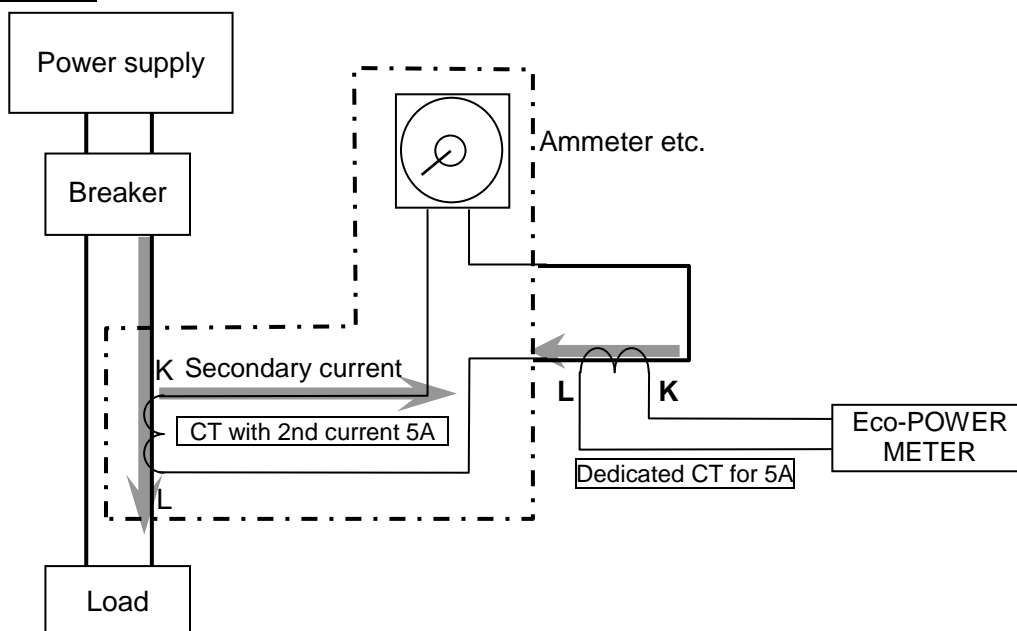 Power supply
Ammeter etc.
Breaker
K Secondary current
CT with 2nd current 5A
L
L K
Dedicated CT for 5A
Eco-POWER
METER
Load